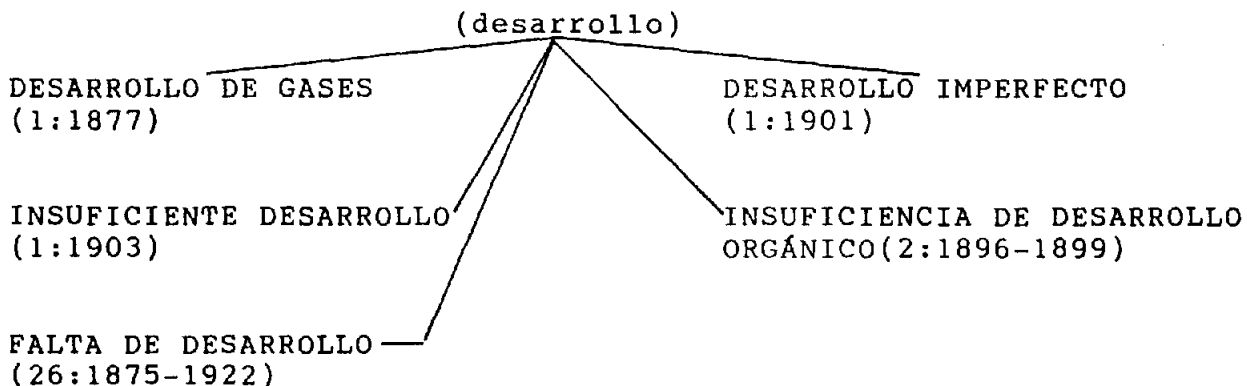 (desarrollo)
DESARROLLO DE GASES
(1:1877)
DESARROLLO IMPERFECTO
(1:1901)
INSUFICIENTE DESARROLLO
(1:1903)
INSUFICIENCIA DE DESARROLLO
ORGÁNICO(2:1896-1899)
FALTA DE DESARROLLO
(26:1875-1922)